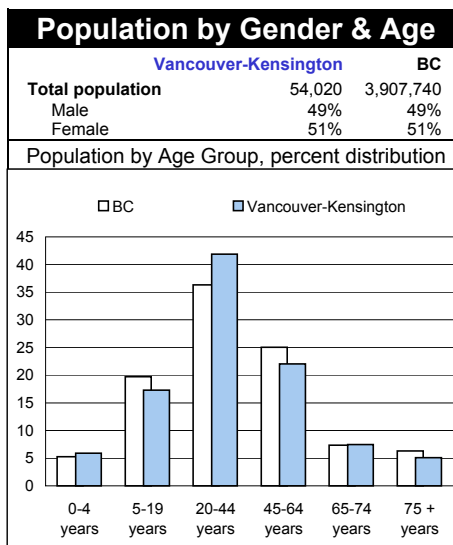 Population by Gender & Age
Vancouver-Kensington BC
Total population 54,020 3,907,740
Male 49% 49%
Female 51% 51%
Population by Age Group, percent distribution
BC Vancouver-Kensington
45
40
35
30
25
20
15
10
5
0
0-4 5-19 20-44 45-64 65-74 75 +
years years years years years years